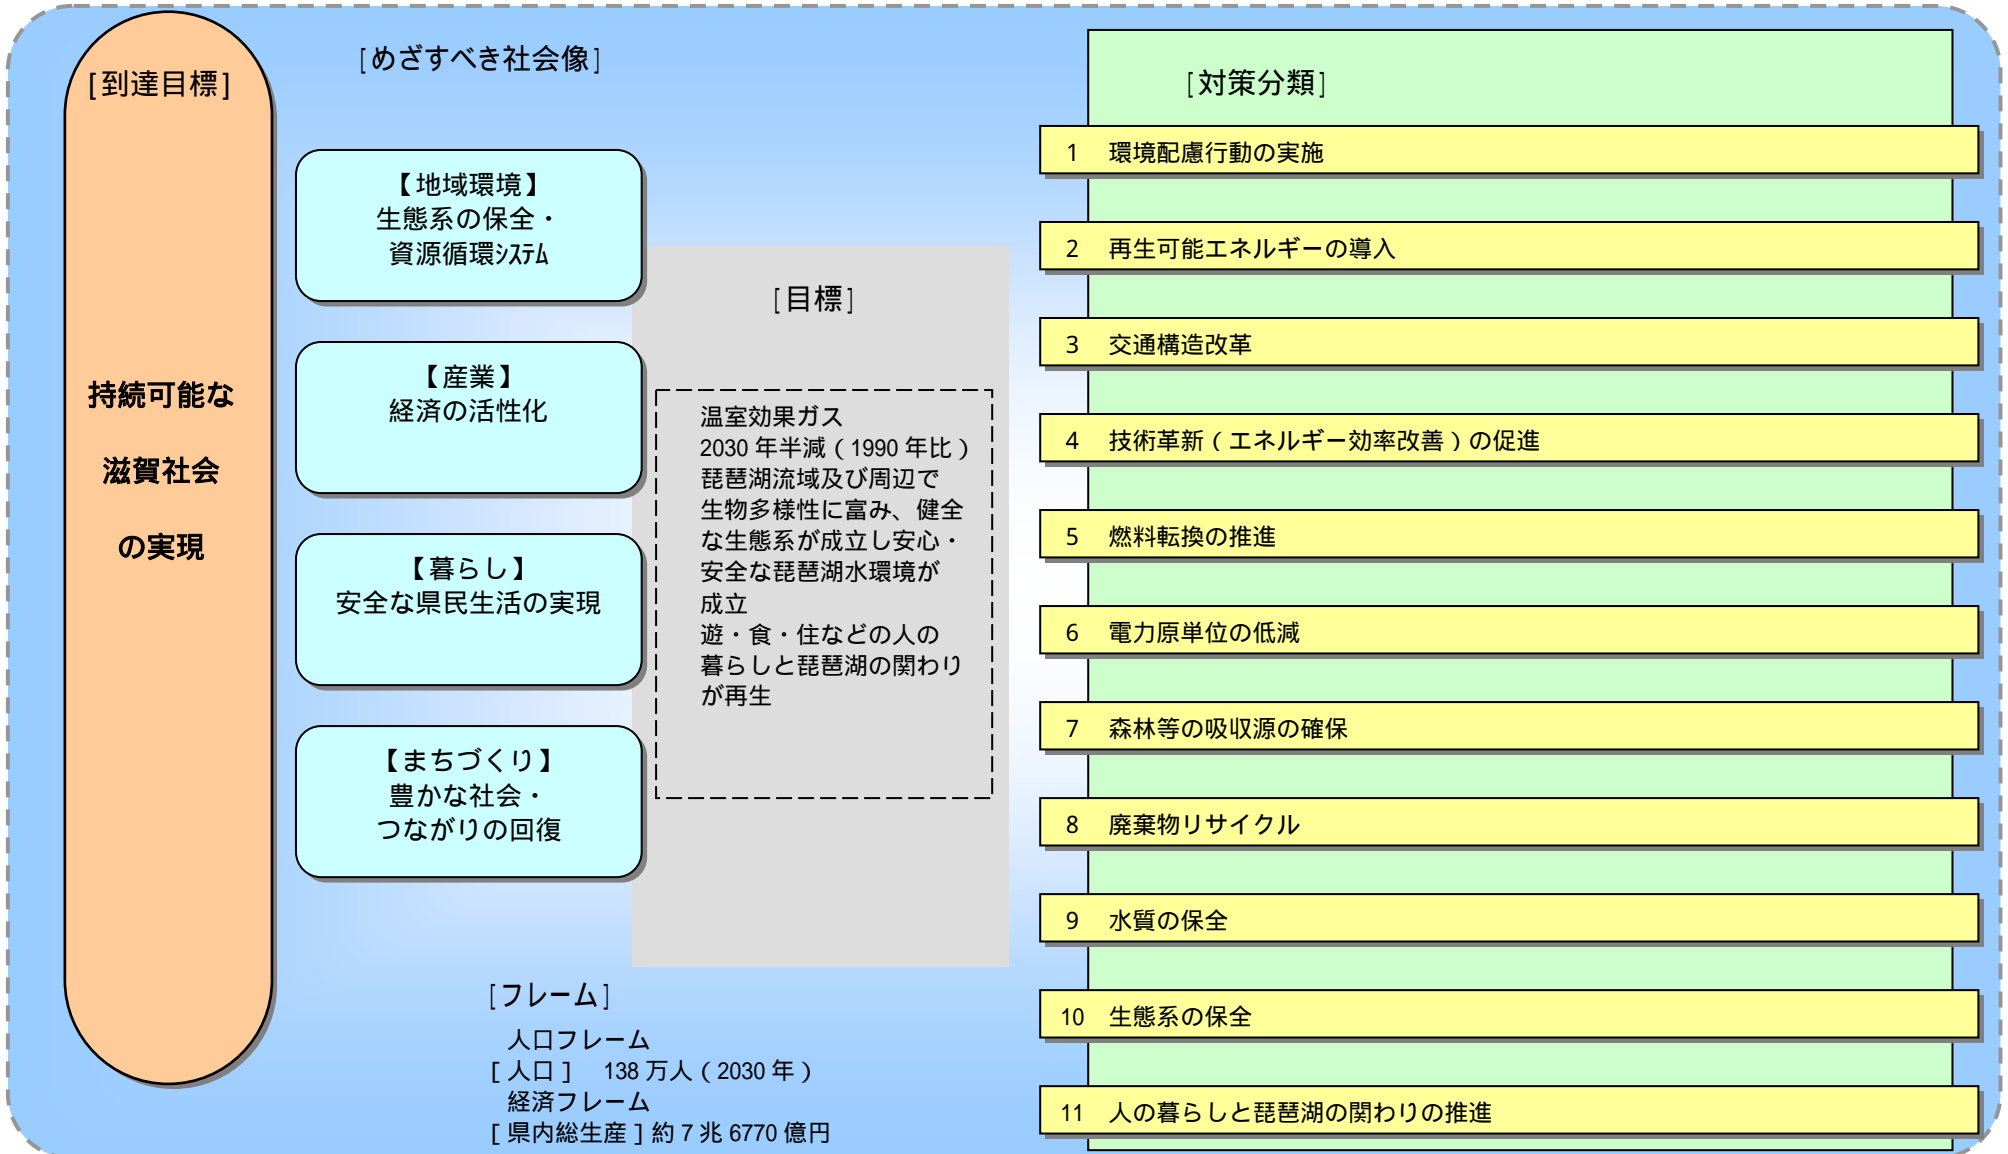 [到達目標]
持続可能な
滋賀社会
の実現
[めざすべき社会像]
【地域環境】
生態系の保全・
資源循環ｼｽﾃﾑ
【産業】
経済の活性化
【暮らし】
安全な県民生活の実現
【まちづくり】
豊かな社会・
つながりの回復
[目標]
温室効果ガス
2030年半減（1990年比）
琵琶湖流域及び周辺で
生物多様性に富み、健全
な生態系が成立し安心・
安全な琵琶湖水環境が
成立
遊・食・住などの人の
暮らしと琵琶湖の関わり
が再生
[フレーム]
人口フレーム
[人口]　138万人（2030年）
経済フレーム
[県内総生産]約7兆6770億円
[対策分類]
1　環境配慮行動の実施
2　再生可能エネルギーの導入
3　交通構造改革
4　技術革新（エネルギー効率改善）の促進
5　燃料転換の推進
6　電力原単位の低減
7　森林等の吸収源の確保
8　廃棄物リサイクル
9　水質の保全
10　生態系の保全
11　人の暮らしと琵琶湖の関わりの推進